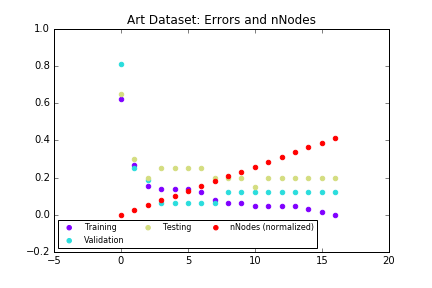 Art Dataset: Errors and nNodes
1.0
0.8
0.6
0.4
0.2
0.0
−0.2
−5 0 5 10 15 20
Training Testing nNodes (normalized)
Validation